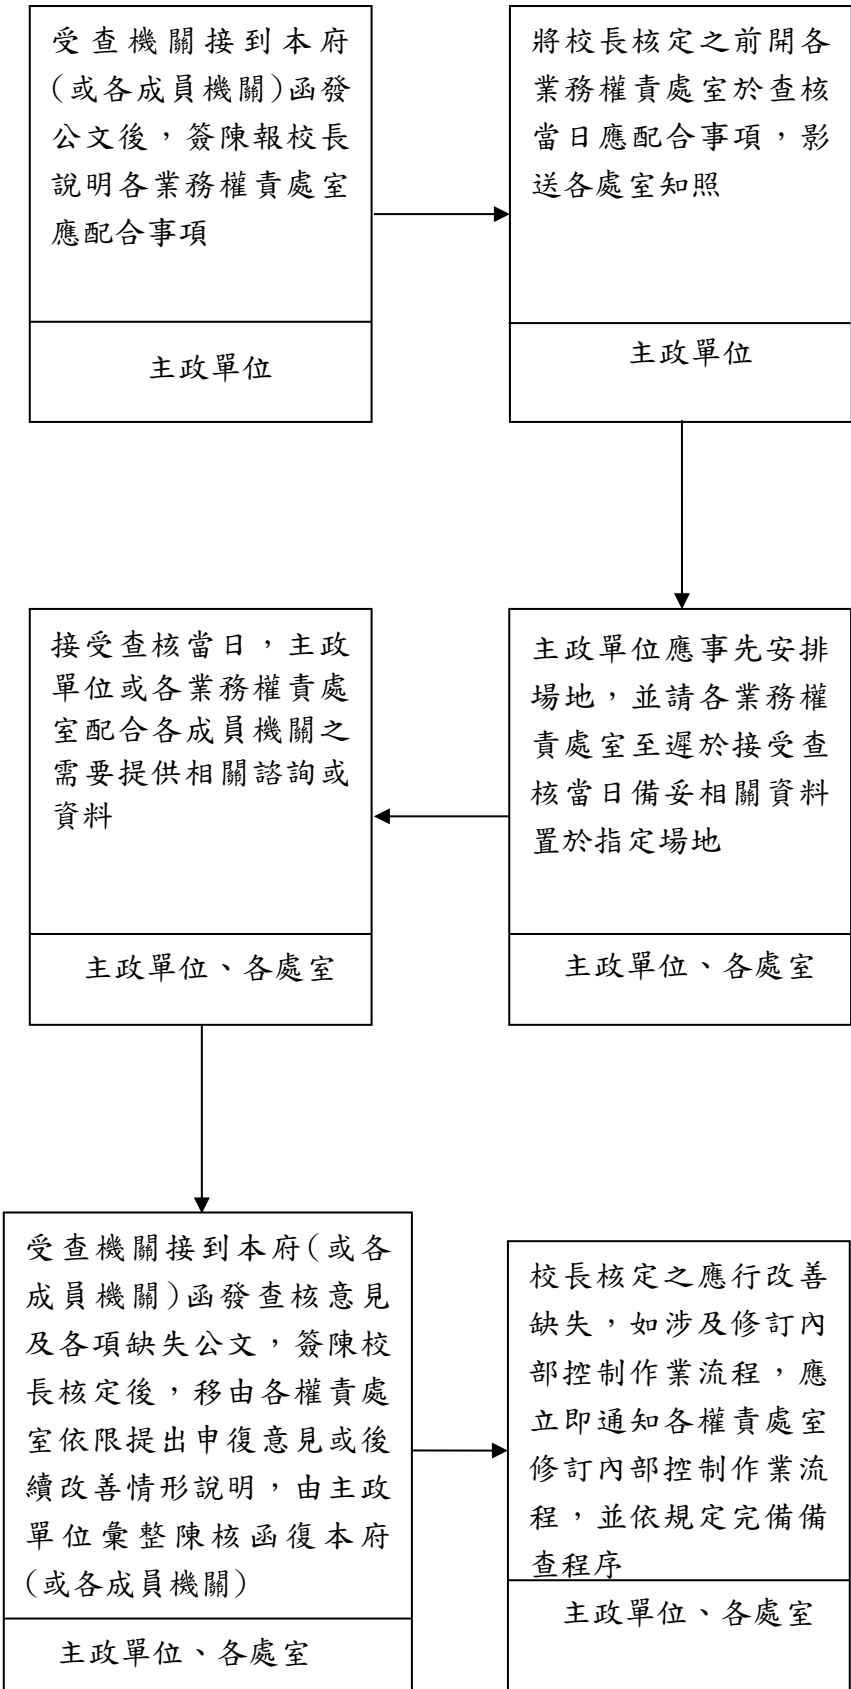 受查機關接到本府
(或各成員機關)函發
公文後，簽陳報校長
說明各業務權責處室
應配合事項
主政單位
將校長核定之前開各
業務權責處室於查核
當日應配合事項，影
送各處室知照
主政單位
主政單位應事先安排
場地，並請各業務權
責處室至遲於接受查
核當日備妥相關資料
置於指定場地
主政單位、各處室
接受查核當日，主政
單位或各業務權責處
室配合各成員機關之
需要提供相關諮詢或
資料
主政單位、各處室
受查機關接到本府(或各
成員機關)函發查核意見
及各項缺失公文，簽陳校
長核定後，移由各權責處
室依限提出申復意見或後
續改善情形說明，由主政
單位彙整陳核函復本府
(或各成員機關)
主政單位、各處室
校長核定之應行改善
缺失，如涉及修訂內
部控制作業流程，應
立即通知各權責處室
修訂內部控制作業流
程，並依規定完備備
查程序
主政單位、各處室